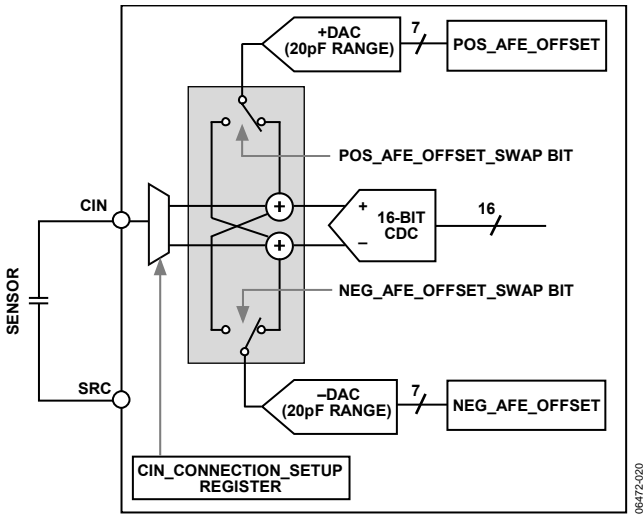 +DAC
(20pF RANGE)
7
POS_AFE_OFFSET
POS_AFE_OFFSET_SWAP BIT
CIN
+
+
16-BIT
CDC
16
+
–
SENSOR
NEG_AFE_OFFSET_SWAP BIT
SRC
–DAC
(20pF RANGE)
7
NEG_AFE_OFFSET
CIN_CONNECTION_SETUP
REGISTER
06472-020